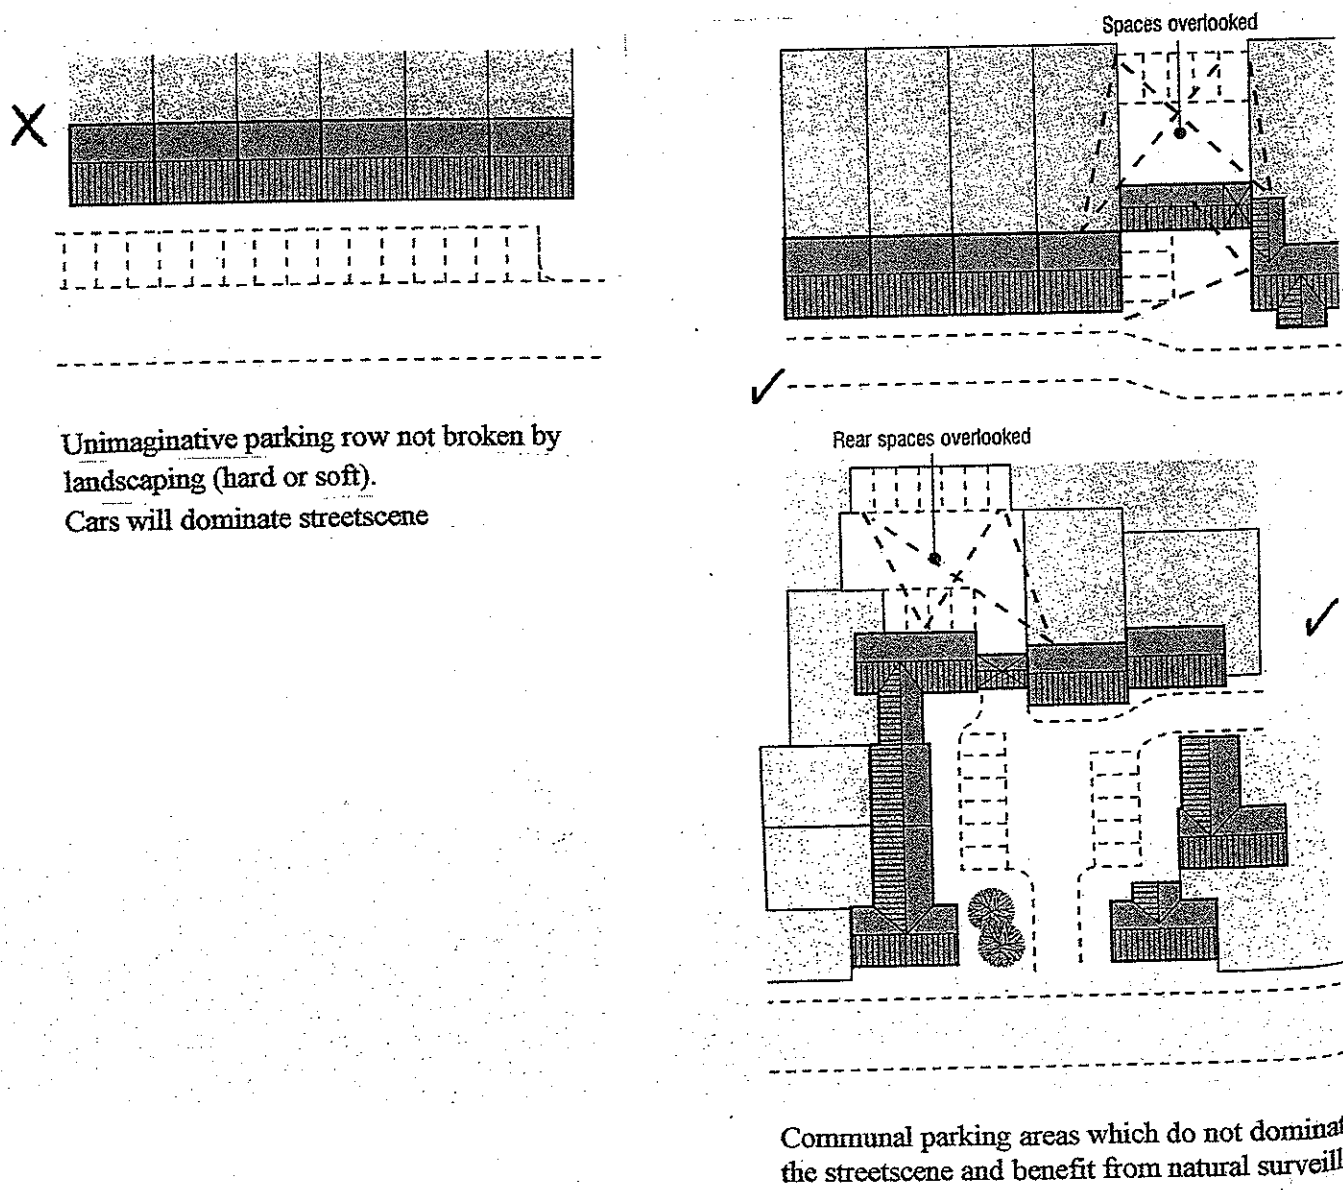 Spaces overlooked
Unimaginative parking row not broken by
landscaping (hard or soft).
Cars will dominate streetscene
Rear spaces overlooked
Communal parking areas which do not dominat
the streetscene and benefit from natural surveill